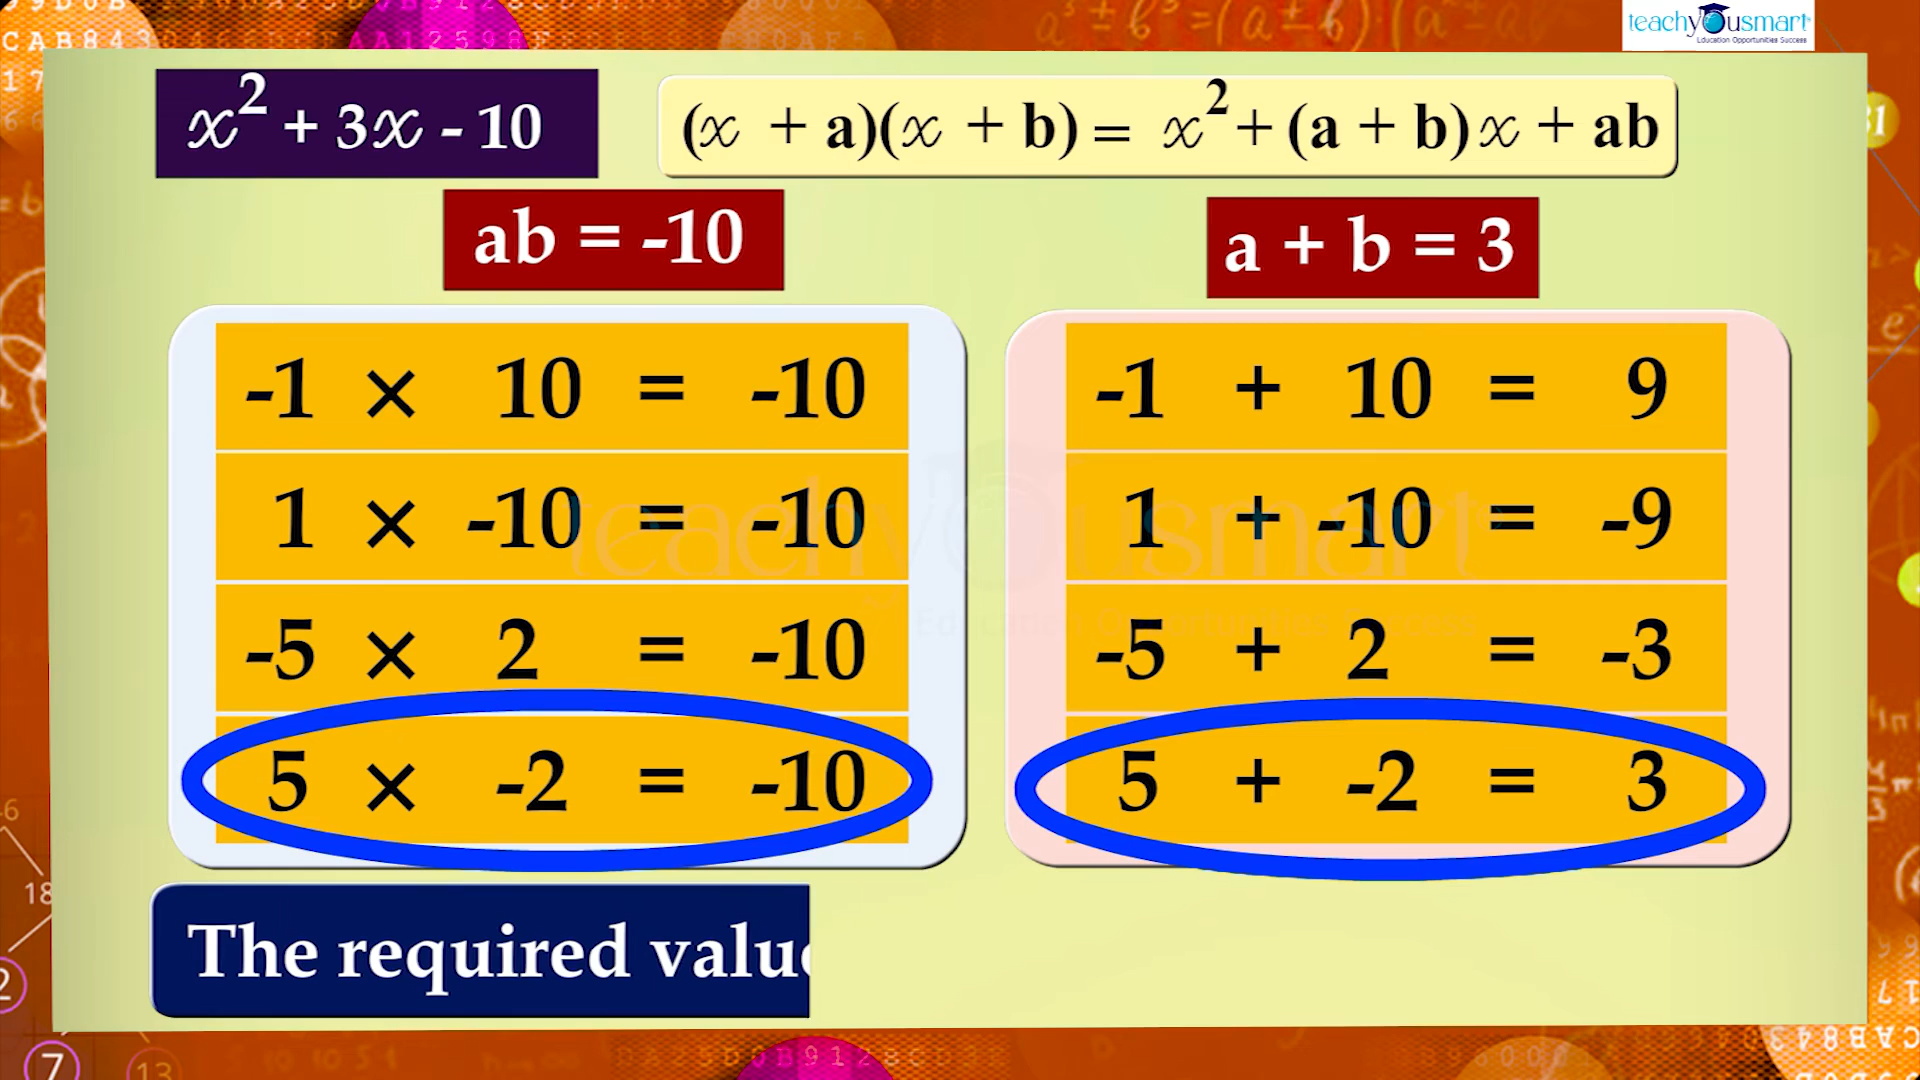 teachyousmart
Education Opportunities Success
x² + 3x - 10
(x + a)(x + b) = x² + (a + b)x + ab
ab = -10
a + b = 3
-1 × 10 = -10
1 × -10 = -10
-5 × 2 = -10
5 × -2 = -10
-1 + 10 = 9
1 + -10 = -9
-5 + 2 = -3
5 + -2 = 3
The required valu